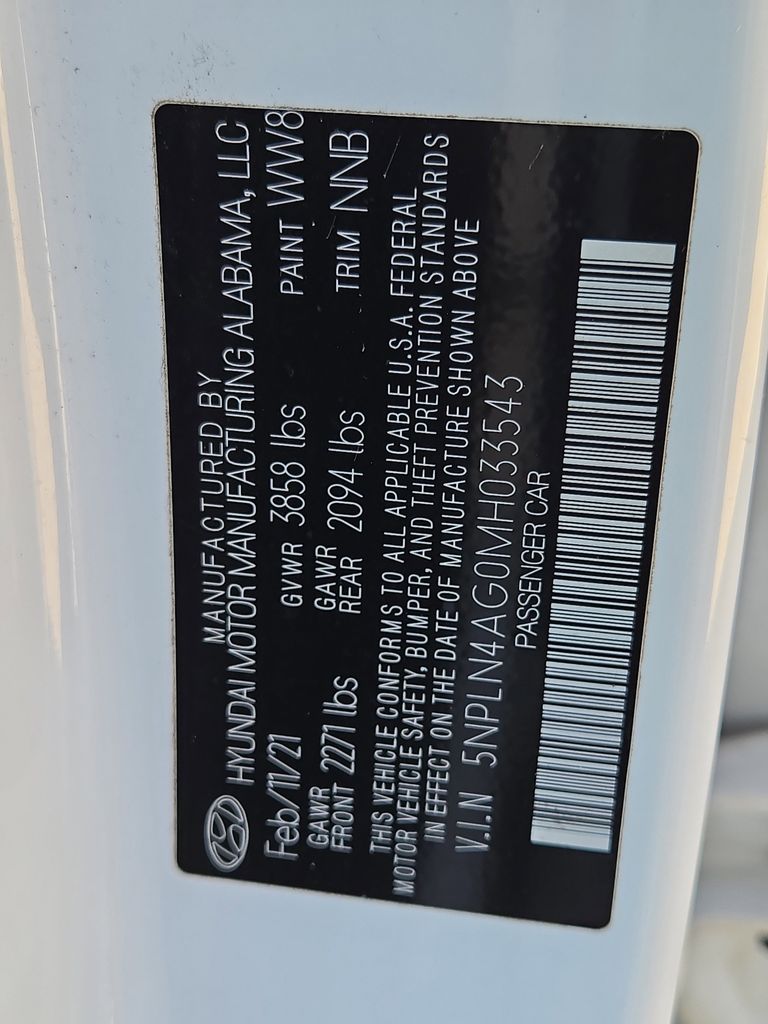 MANUFACTURED BY
HYUNDAI MOTOR MANUFACTURING ALABAMA, LLC
Feb/11/21 GVWR 3858 lbs PAINT WW8
GAWR FRONT 2271 lbs GAWR REAR 2094 lbs TRIM NNB
THIS VEHICLE CONFORMS TO ALL APPLICABLE U.S.A. FEDERAL
MOTOR VEHICLE SAFETY, BUMPER, AND THEFT PREVENTION STANDARDS
IN EFFECT ON THE DATE OF MANUFACTURE SHOWN ABOVE
V.I.N 5NPLN4AG0MH033543
PASSENGER CAR